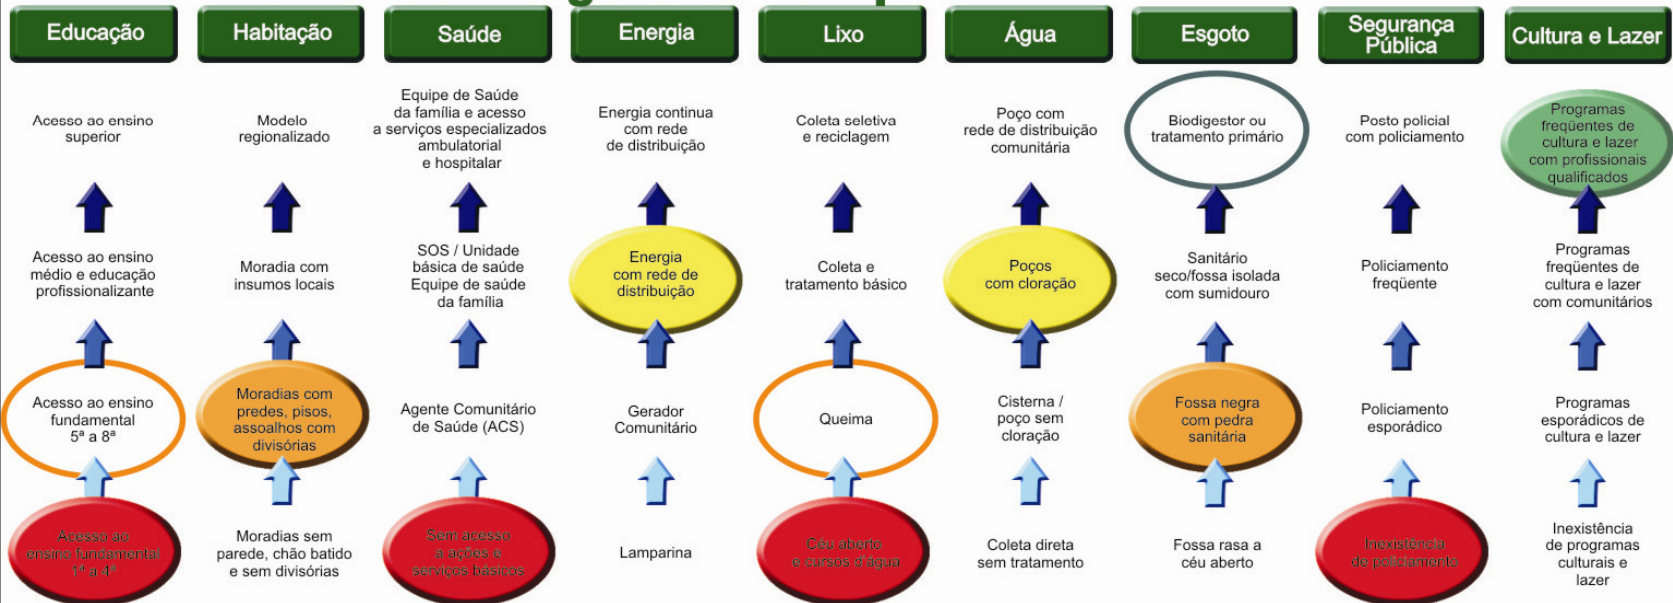 Educação
Habitação
Saúde
Energia
Lixo
Água
Esgoto
Segurança
Pública
Cultura e Lazer
Acesso ao ensino
superior
Modelo
regionalizado
Equipe de Saúde
da família e acesso
a serviços especializados
ambulatorial
e hospitalar
Energia continua
com rede
de distribuição
Coleta seletiva
e reciclagem
Poço com
rede de distribuição
comunitária
Biodigestor ou
tratamento primário
Posto policial
com policiamento
Programas
freqüentes de
cultura e lazer
com profissionais
qualificados
Acesso ao ensino
médio e educação
profissionalizante
Moradia com
insumos locais
SOS / Unidade
básica de saúde
Equipe de saúde
da família
Energia
com rede de
distribuição
Coleta e
tratamento básico
Poços
com cloração
Sanitário
seco/fossa isolada
com sumidouro
Policiamento
freqüente
Programas
freqüentes de
cultura e lazer
com comunitários
Acesso ao ensino
fundamental
5ª a 8ª
Moradias com
predes, pisos,
assoalhos com
divisórias
Agente Comunitário
de Saúde (ACS)
Gerador
Comunitário
Queima
Cisterna /
poço sem
cloração
Fossa negra
com pedra
sanitária
Policiamento
esporádico
Programas
esporádicos de
cultura e lazer
Acesso ao
ensino fundamental
1ª a 4ª
Moradias sem
parede, chão batido
e sem divisórias
Sem acesso
a ações e
serviços básicos
Lamparina
Céu aberto
e cursos d'água
Coleta direta
sem tratamento
Fossa rasa a
céu aberto
Inexistência
de policiamento
Inexistência
de programas
culturais e
lazer